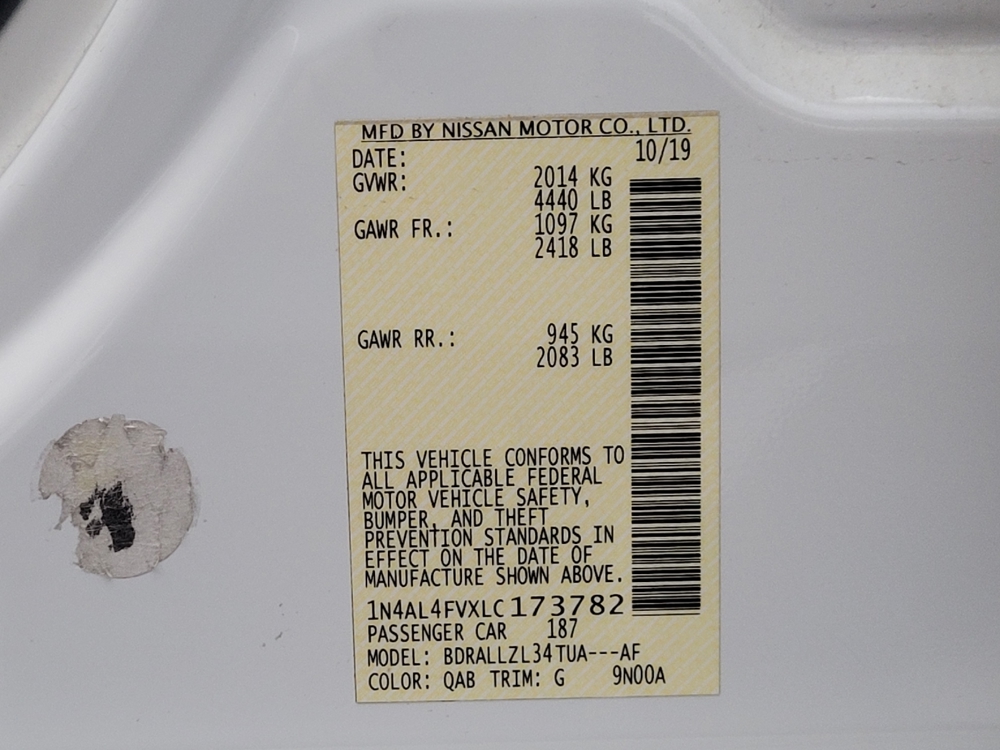 MFD BY NISSAN MOTOR CO., LTD.
DATE: 10/19
GVWR: 2014 KG
4440 LB
GAWR FR.: 1097 KG
2418 LB
GAWR RR.: 945 KG
2083 LB
THIS VEHICLE CONFORMS TO
ALL APPLICABLE FEDERAL
MOTOR VEHICLE SAFETY,
BUMPER, AND THEFT
PREVENTION STANDARDS IN
EFFECT ON THE DATE OF
MANUFACTURE SHOWN ABOVE.
1N4AL4FVXLC173782
PASSENGER CAR 187
MODEL: BDRALLZL34TUA---AF
COLOR: QAB TRIM: G 9N00A